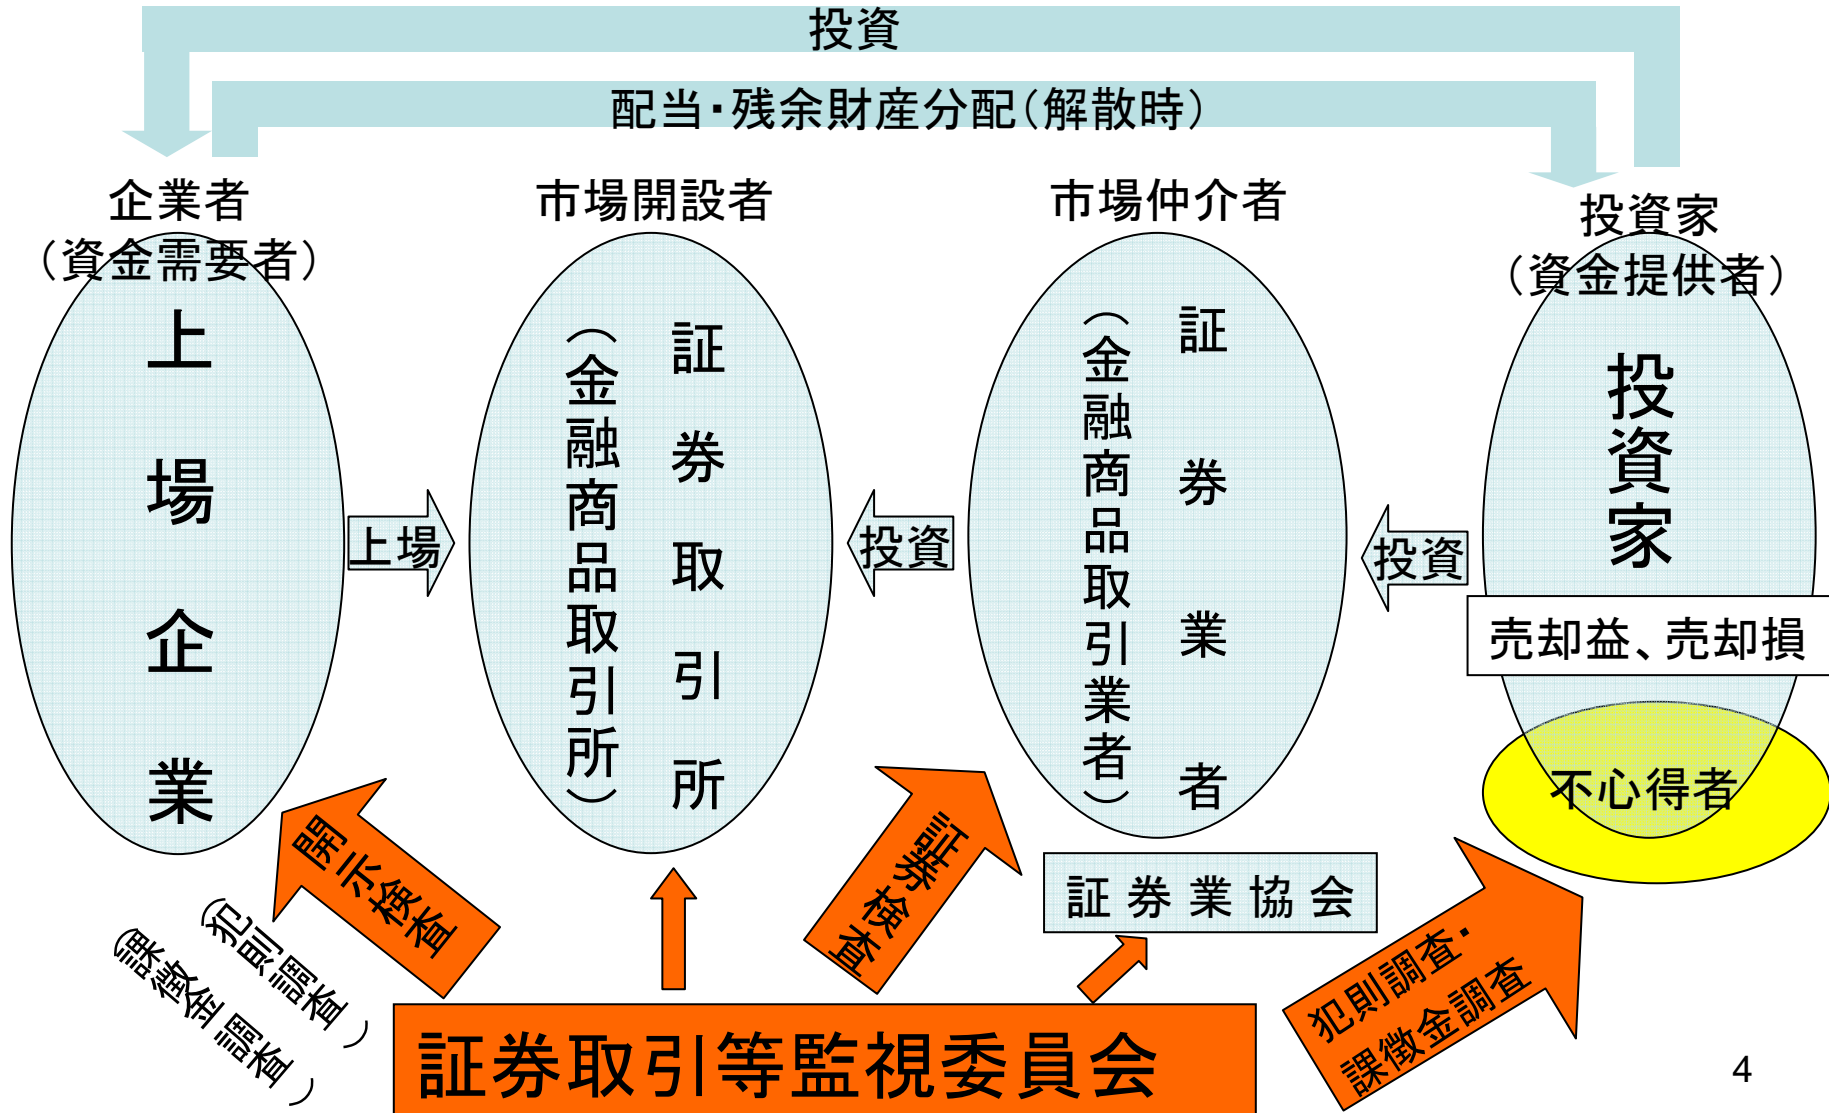 投資
配当・残余財産分配(解散時)
企業者
(資金需要者)
市場開設者
市場仲介者
投資家
(資金提供者)
上場企業
証券取引所
(金融商品取引所)
証券業者
(金融商品取引業者)
投資家
上場
投資
投資
売却益、売却損
不心得者
開示検査
(犯則調査)
(課徴金調査)
証券検査
証券業協会
犯則調査・
課徴金調査
証券取引等監視委員会
4